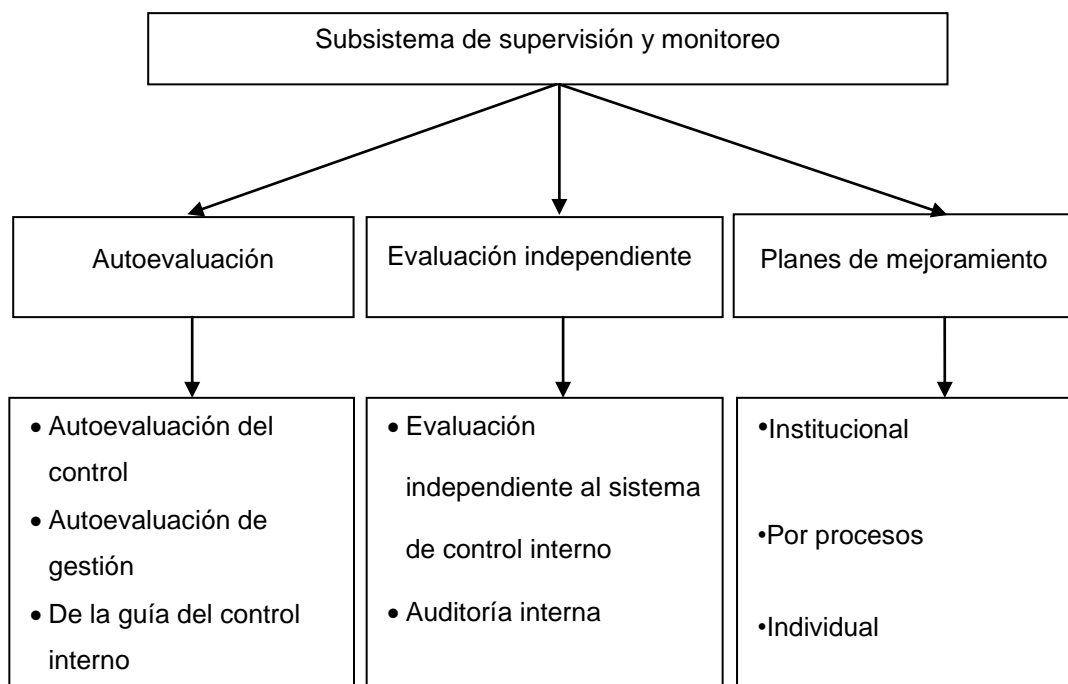 Subsistema de supervisión y monitoreo
Autoevaluación
Evaluación independiente
Planes de mejoramiento
• Autoevaluación del
control
• Autoevaluación de
gestión
• De la guía del control
interno
• Evaluación
independiente al sistema
de control interno
• Auditoría interna
•Institucional
•Por procesos
•Individual